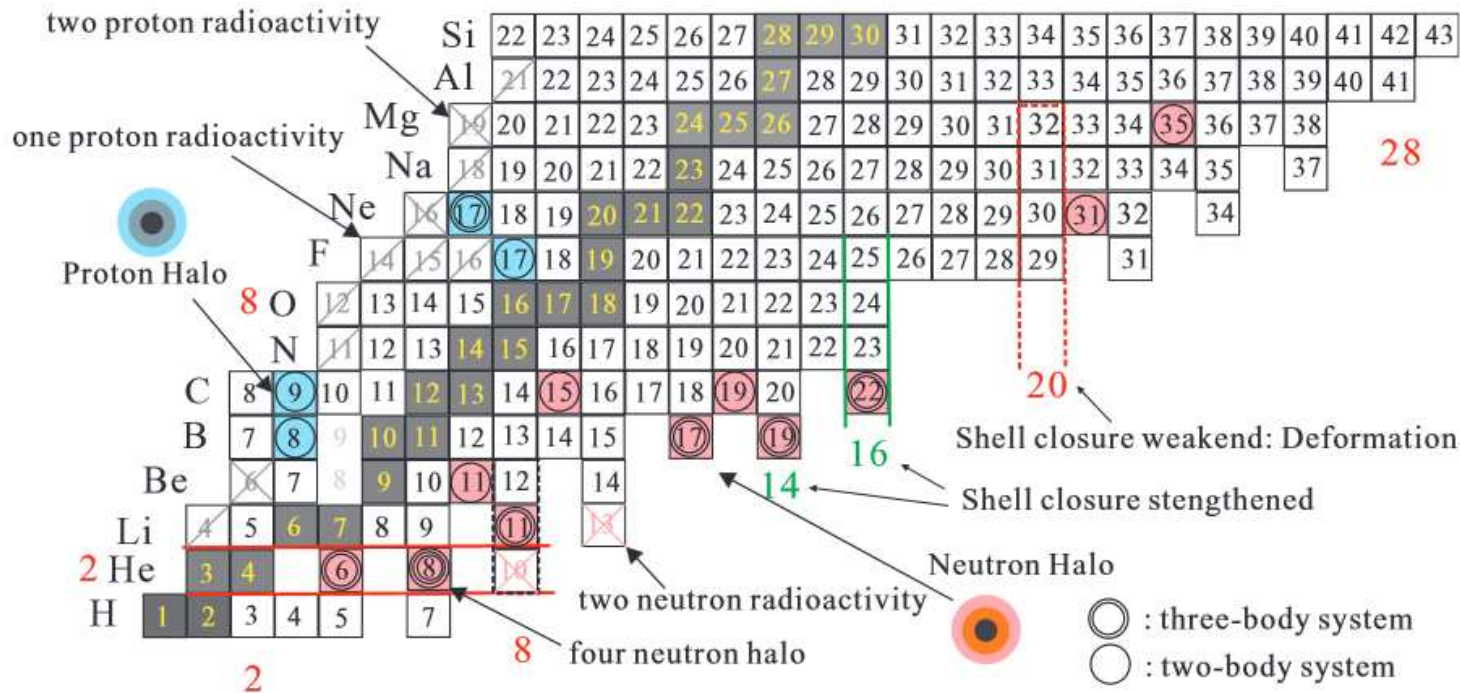 two proton radioactivity
Si 22 23 24 25 26 27 28 29 30 31 32 33 34 35 36 37 38 39 40 41 42 43
Al 21 22 23 24 25 26 27 28 29 30 31 32 33 34 35 36 37 38 39 40 41
Mg 19 20 21 22 23 24 25 26 27 28 29 30 31 32 33 34 35 36 37 38
one proton radioactivity
28
Na 18 19 20 21 22 23 24 25 26 27 28 29 30 31 32 33 34 35 37
Ne 16 17 18 19 20 21 22 23 24 25 26 27 28 29 30 31 32 34
F 14 15 16 17 18 19 20 21 22 23 24 25 26 27 28 29 31
Proton Halo
8 O 12 13 14 15 16 17 18 19 20 21 22 23 24
N 11 12 13 14 15 16 17 18 19 20 21 22 23
C 8 9 10 11 12 13 14 15 16 17 18 19 20 22
20
B 7 8 9 10 11 12 13 14 15 17 19
Shell closure weakend: Deformation
16
Be 6 7 8 9 10 11 12 14
14
Shell closure stengthened
Li 4 5 6 7 8 9 11 13
2 He 3 4 6 8 10
Neutron Halo
two neutron radioactivity
H 1 2 3 4 5 7
: three-body system
8
four neutron halo
: two-body system
2